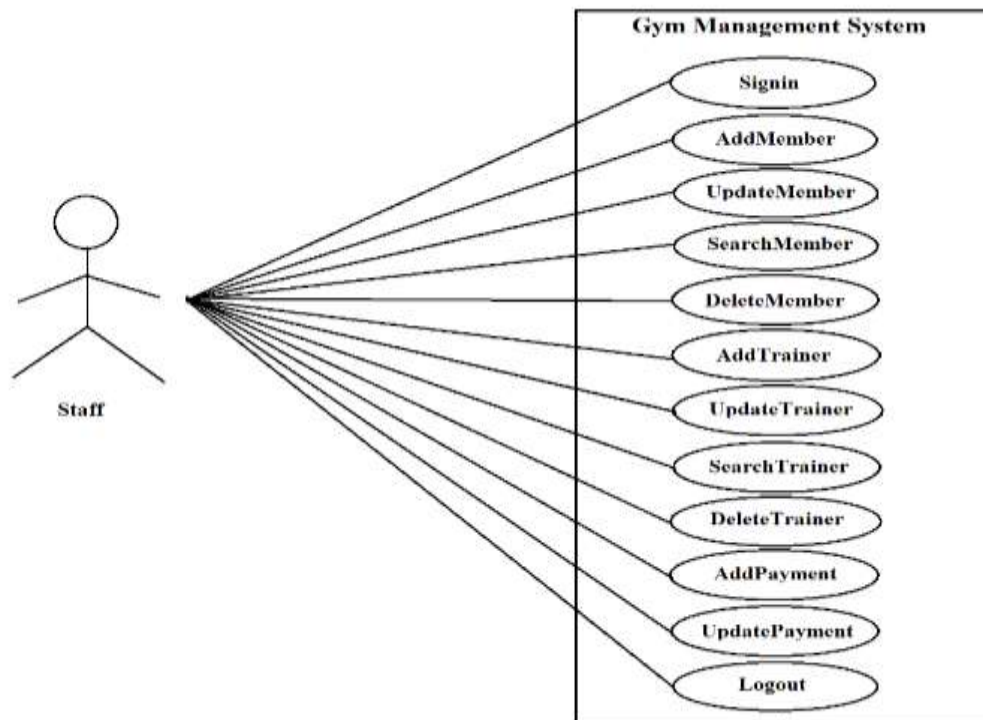 Gym Management System
Signin
AddMember
UpdateMember
SearchMember
DeleteMember
AddTrainer
UpdateTrainer
SearchTrainer
DeleteTrainer
AddPayment
UpdatePayment
Logout
Staff